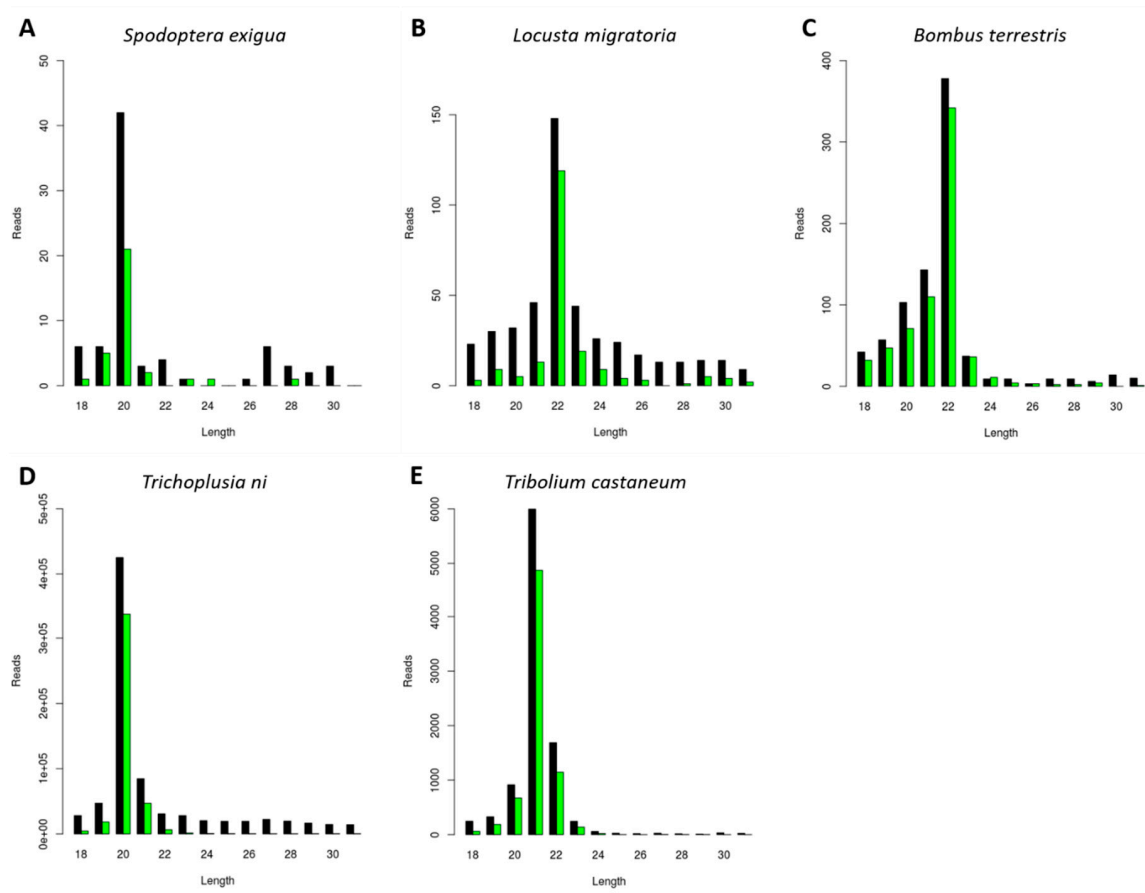 A
Spodoptera exigua
50
40
30
20
10
0
Reads
18 20 22 24 26 28 30
Length
B
Locusta migratoria
150
100
50
0
Reads
18 20 22 24 26 28 30
Length
C
Bombus terrestris
400
300
200
100
0
Reads
18 20 22 24 26 28 30
Length
D
Trichoplusia ni
5e+05
4e+05
3e+05
2e+05
1e+05
0e+00
Reads
18 20 22 24 26 28 30
Length
E
Tribolium castaneum
6000
5000
4000
3000
2000
1000
0
Reads
18 20 22 24 26 28 30
Length